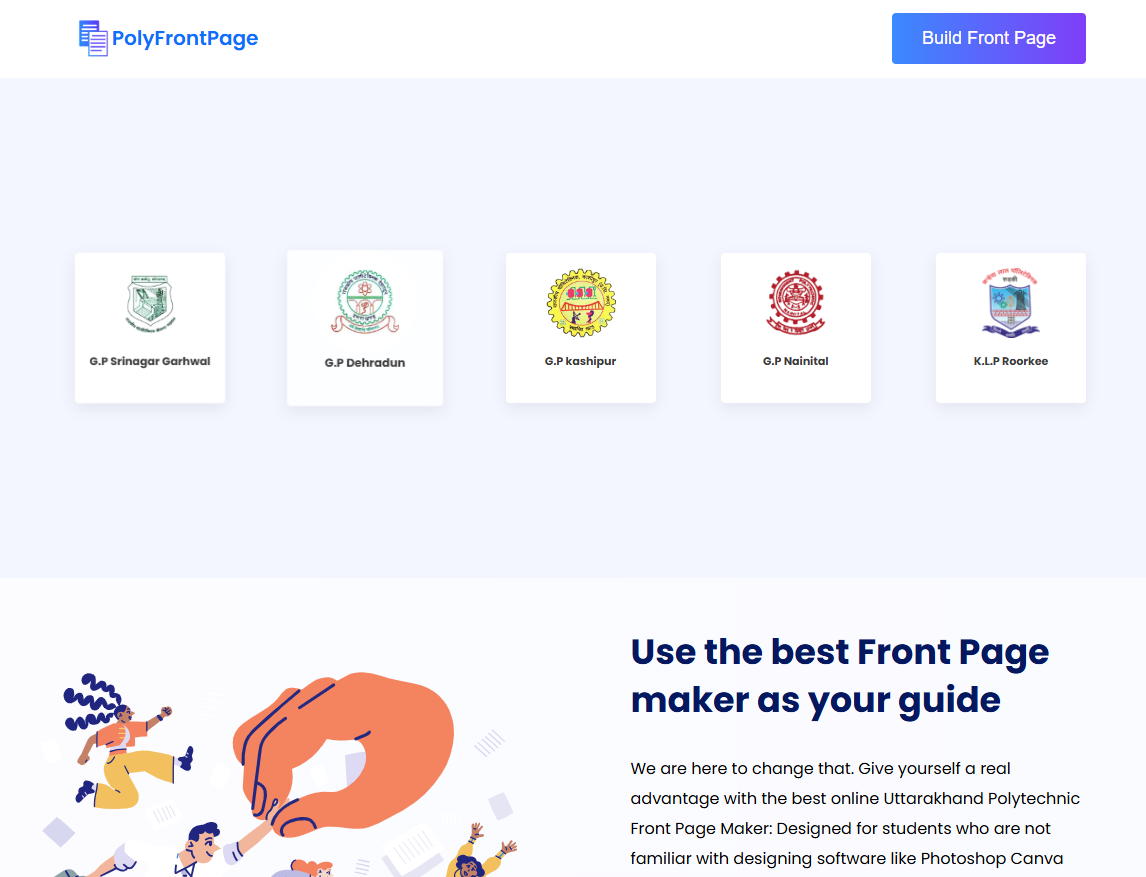 PolyFrontPage
Build Front Page
G.P Srinagar Garhwal
G.P Dehradun
G.P kashipur
G.P Nainital
K.L.P Roorkee
रुड़की
Use the best Front Page
maker as your guide
We are here to change that. Give yourself a real
advantage with the best online Uttarakhand Polytechnic
Front Page Maker: Designed for students who are not
familiar with designing software like Photoshop Canva